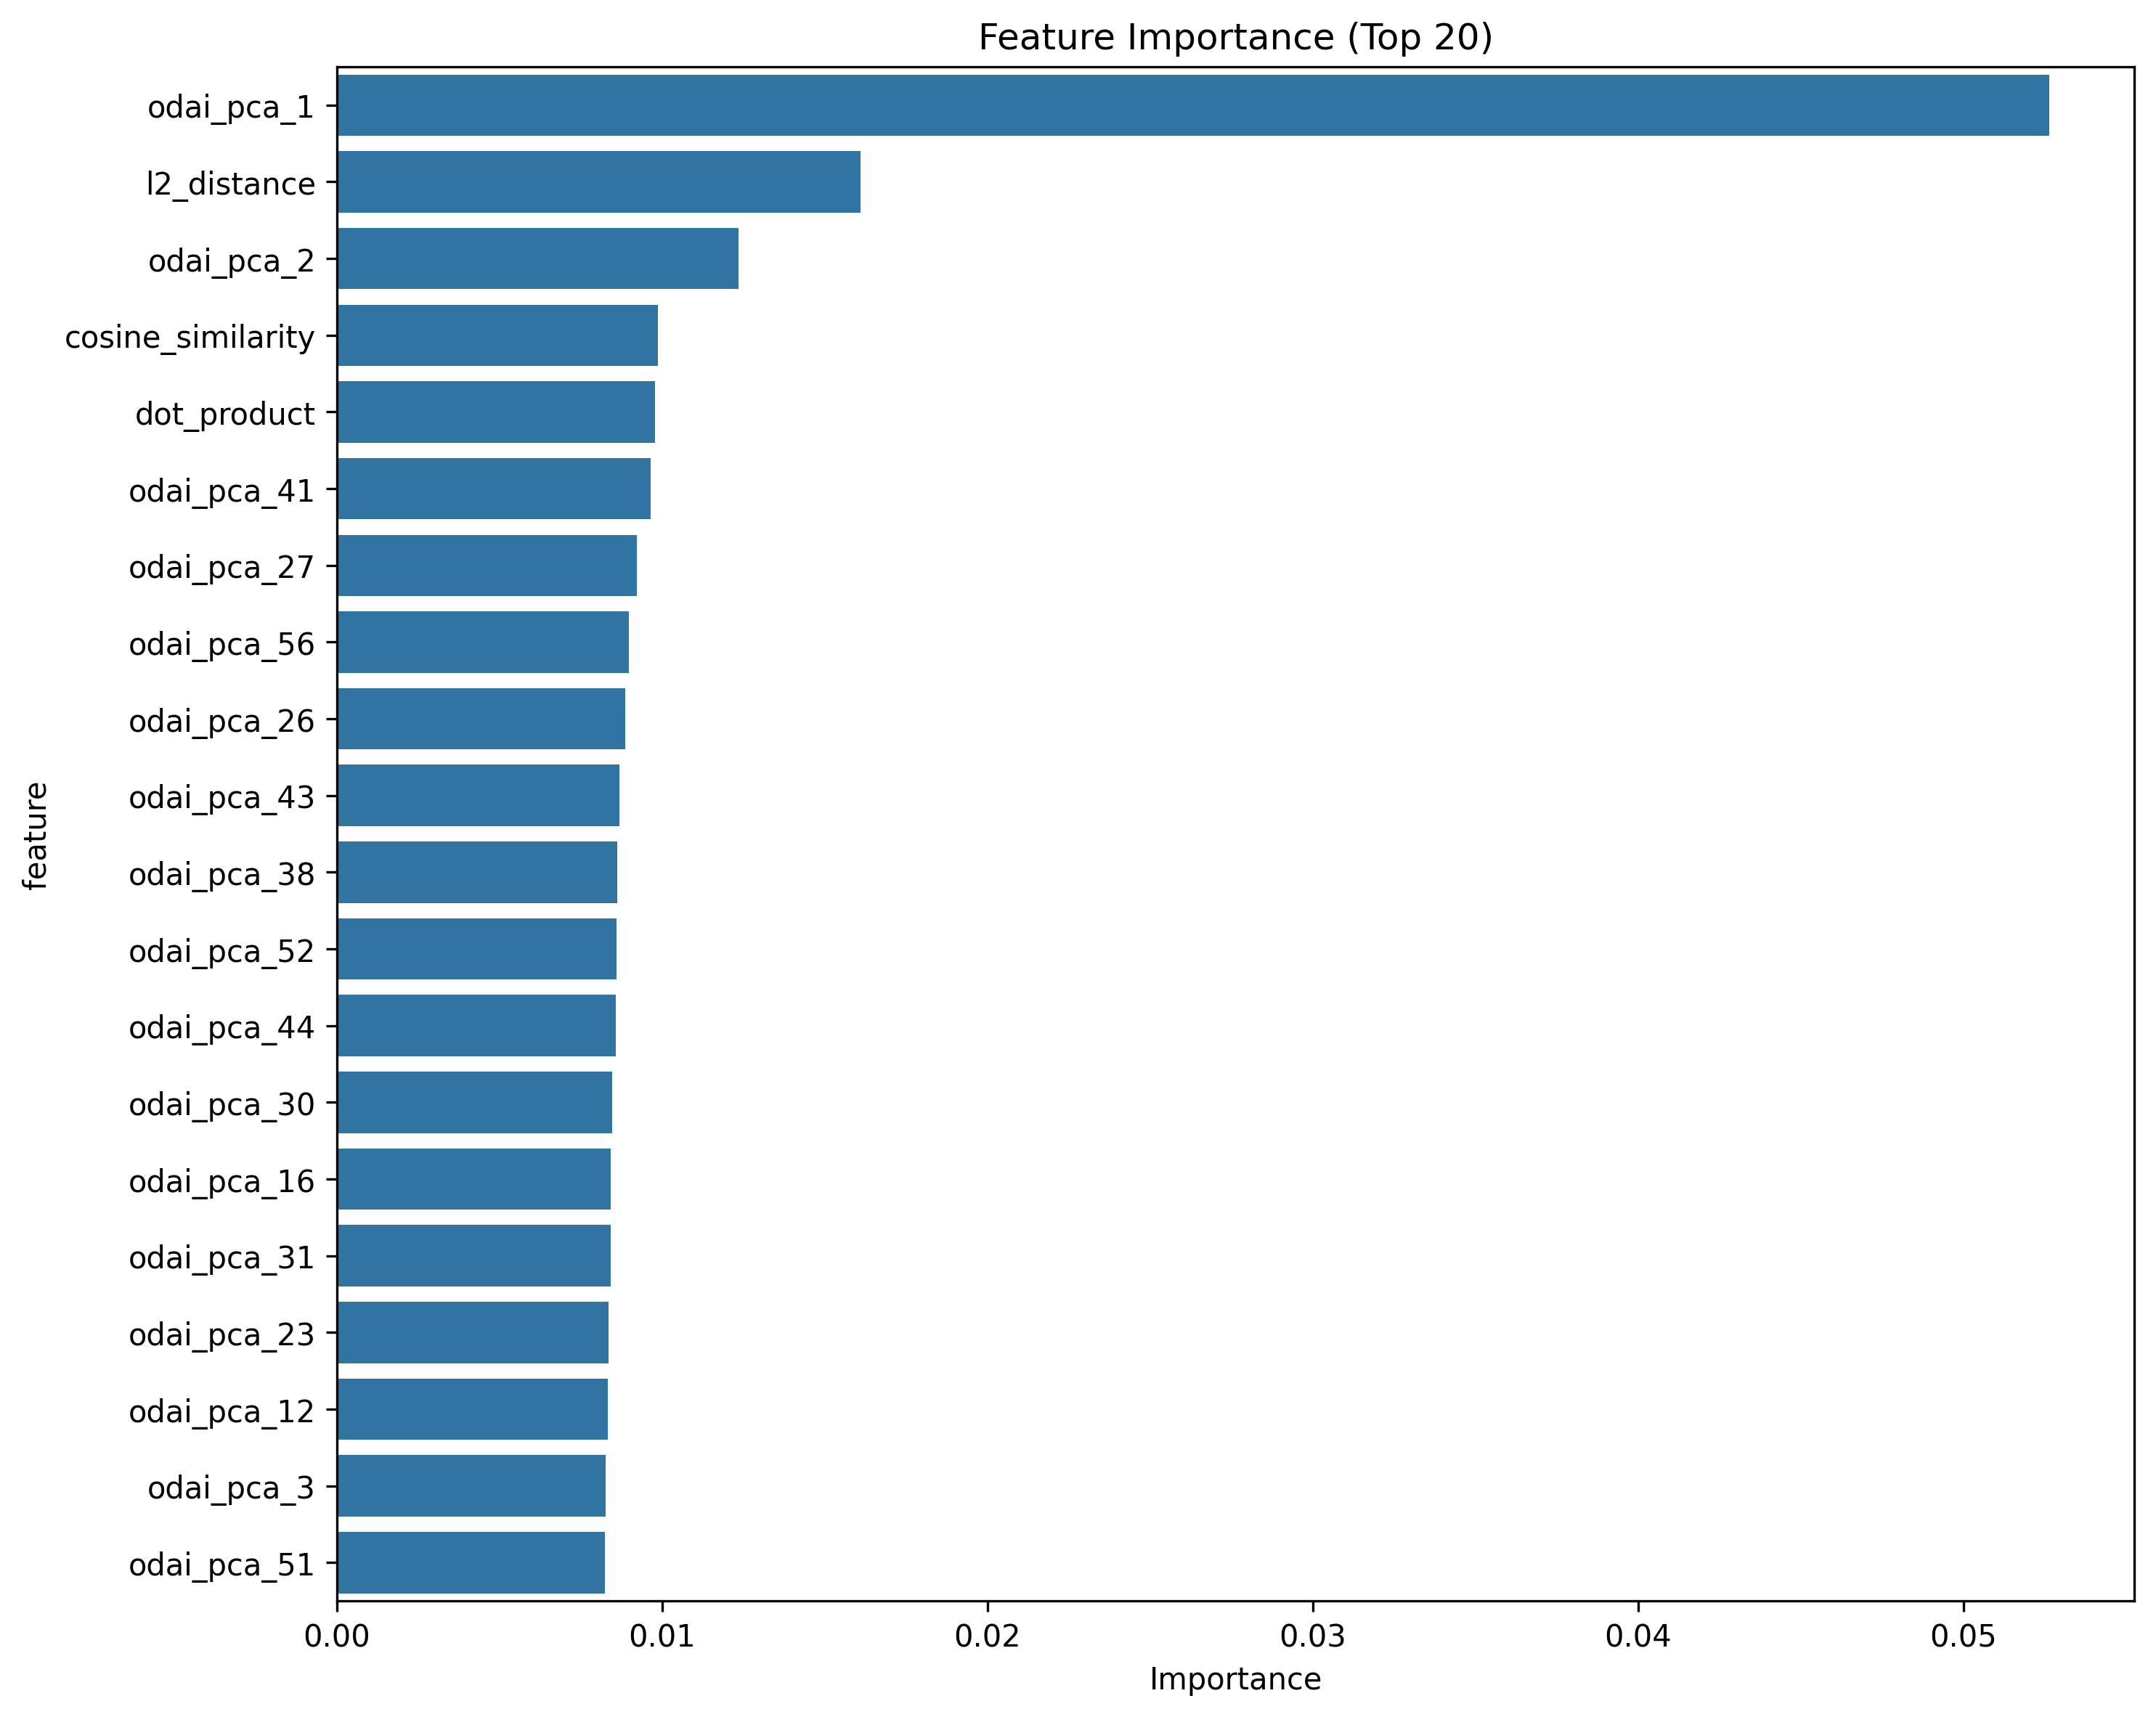 Feature Importance (Top 20)
odai_pca_1
l2_distance
odai_pca_2
cosine_similarity
dot_product
odai_pca_41
odai_pca_27
odai_pca_56
odai_pca_26
odai_pca_43
odai_pca_38
odai_pca_52
odai_pca_44
odai_pca_30
odai_pca_16
odai_pca_31
odai_pca_23
odai_pca_12
odai_pca_3
odai_pca_51
feature
0.00 0.01 0.02 0.03 0.04 0.05
Importance